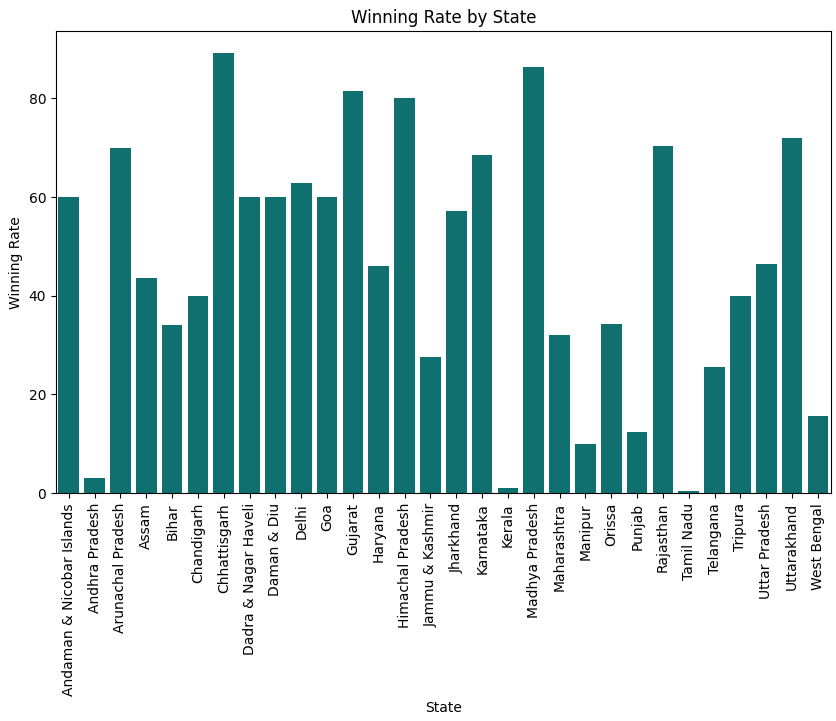 Winning Rate by State
Winning Rate
80
60
40
20
0
Andaman & Nicobar Islands
Andhra Pradesh
Arunachal Pradesh
Assam
Bihar
Chandigarh
Chhattisgarh
Dadra & Nagar Haveli
Daman & Diu
Delhi
Goa
Gujarat
Haryana
Himachal Pradesh
Jammu & Kashmir
Jharkhand
Karnataka
Kerala
Madhya Pradesh
Maharashtra
Manipur
Orissa
Punjab
Rajasthan
Tamil Nadu
Telangana
Tripura
Uttar Pradesh
Uttarakhand
West Bengal
State